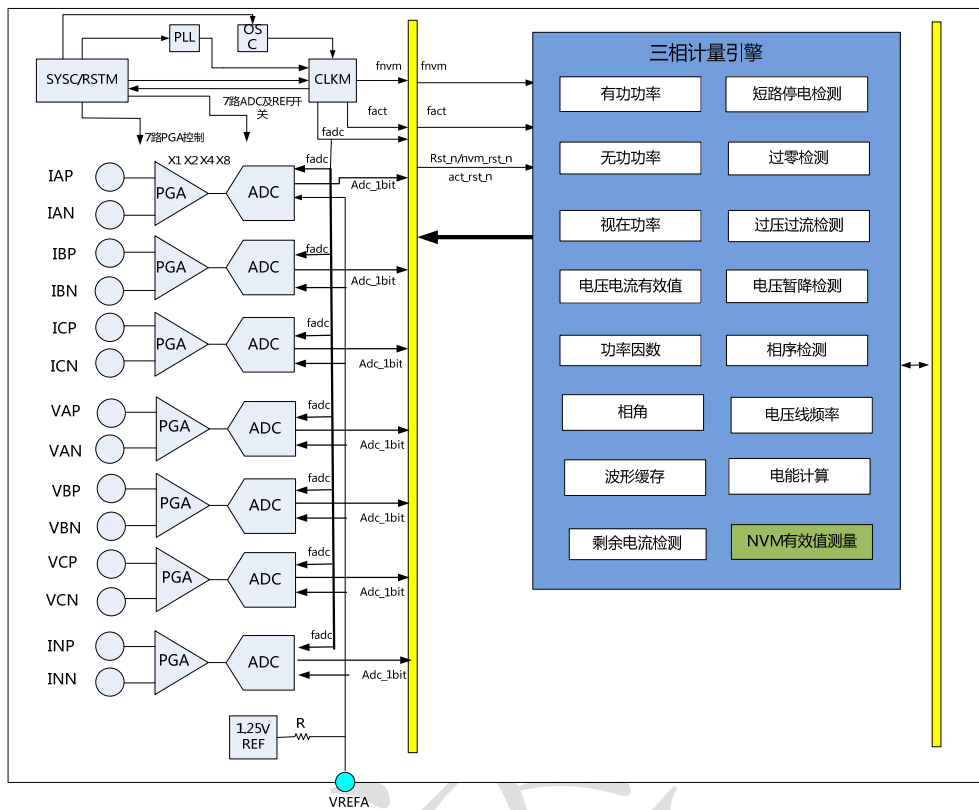 PLL
OS
C
SYSC/RSTM
CLKM
fnvm
fnvm
7路ADC及REF开
关
fact
fact
fadc
7路PGA控制
X1 X2 X4 X8
Rst_n/nvm_rst_n
act_rst_n
IAP
IAN
PGA
ADC
fadc
Adc_1bit
IBP
IBN
PGA
ADC
fadc
Adc_1bit
ICP
ICN
PGA
ADC
fadc
Adc_1bit
VAP
VAN
PGA
ADC
fadc
Adc_1bit
VBP
VBN
PGA
ADC
fadc
Adc_1bit
VCP
VCN
PGA
ADC
fadc
Adc_1bit
INP
INN
PGA
ADC
fadc
Adc_1bit
1.25V
REF
R
VREFA
三相计量引擎
有功功率
短路停电检测
无功功率
过零检测
视在功率
过压过流检测
电压电流有效值
电压暂降检测
功率因数
相序检测
相角
电压线频率
波形缓存
电能计算
剩余电流检测
NVM有效值测量